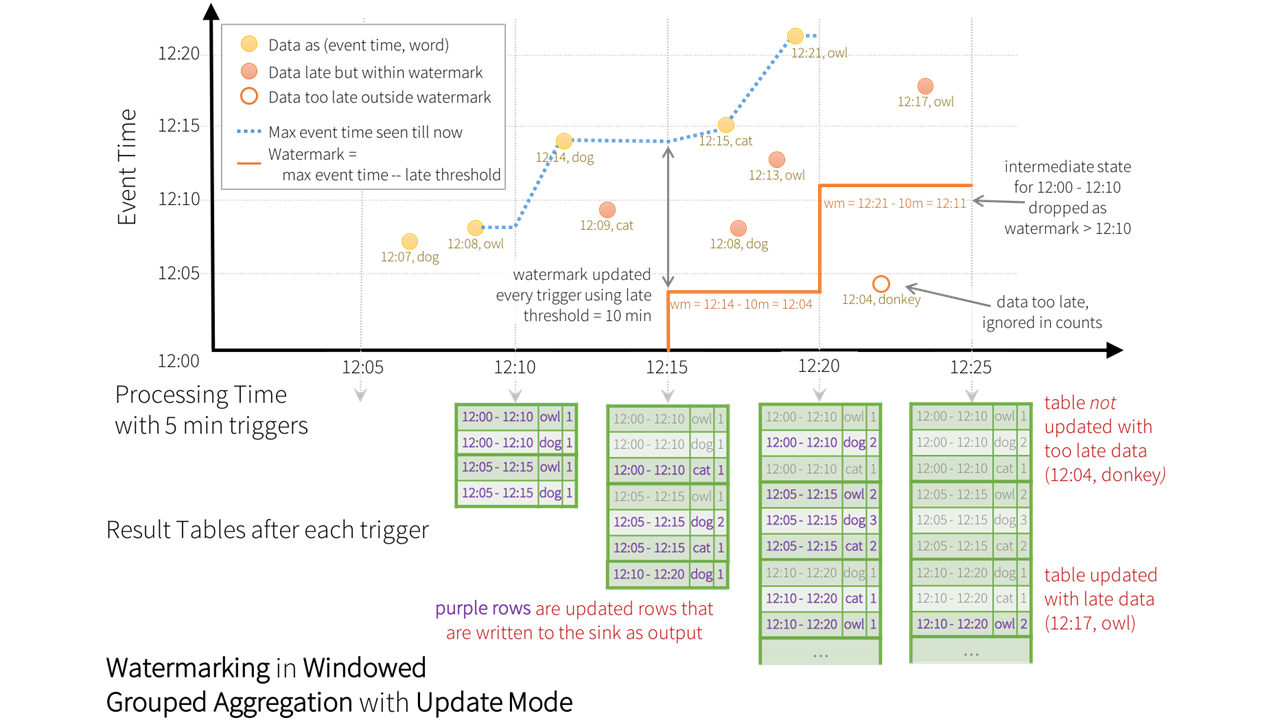 12:20
12:15
12:10
12:05
12:00
Event Time
Data as (event time, word)
Data late but within watermark
Data too late outside watermark
Max event time seen till now
Watermark =
max event time -- late threshold
12:07, dog
12:08, owl
12:14, dog
12:09, cat
12:15, cat
12:13, owl
12:08, dog
12:21, owl
12:17, owl
12:04, donkey
watermark updated
every trigger using late
threshold = 10 min
wm = 12:14 - 10m = 12:04
wm = 12:21 - 10m = 12:11
intermediate state
for 12:00 - 12:10
dropped as
watermark > 12:10
data too late,
ignored in counts
12:05
12:10
12:15
12:20
12:25
Processing Time
with 5 min triggers
12:00 - 12:10 owl 1
12:00 - 12:10 dog 1
12:05 - 12:15 owl 1
12:05 - 12:15 dog 1
12:00 - 12:10 owl 1
12:00 - 12:10 dog 1
12:00 - 12:10 cat 1
12:05 - 12:15 owl 1
12:05 - 12:15 dog 2
12:05 - 12:15 cat 1
12:10 - 12:20 dog 1
12:00 - 12:10 owl 1
12:00 - 12:10 dog 2
12:00 - 12:10 cat 1
12:05 - 12:15 owl 2
12:05 - 12:15 dog 3
12:05 - 12:15 cat 2
12:10 - 12:20 dog 1
12:10 - 12:20 cat 1
12:10 - 12:20 owl 1
...
12:00 - 12:10 owl 1
12:00 - 12:10 dog 2
12:00 - 12:10 cat 1
12:05 - 12:15 owl 2
12:05 - 12:15 dog 3
12:05 - 12:15 cat 2
12:10 - 12:20 dog 1
12:10 - 12:20 cat 1
12:10 - 12:20 owl 2
...
table not
updated with
too late data
(12:04, donkey)
table updated
with late data
(12:17, owl)
Result Tables after each trigger
purple rows are updated rows that
are written to the sink as output
Watermarking in Windowed
Grouped Aggregation with Update Mode